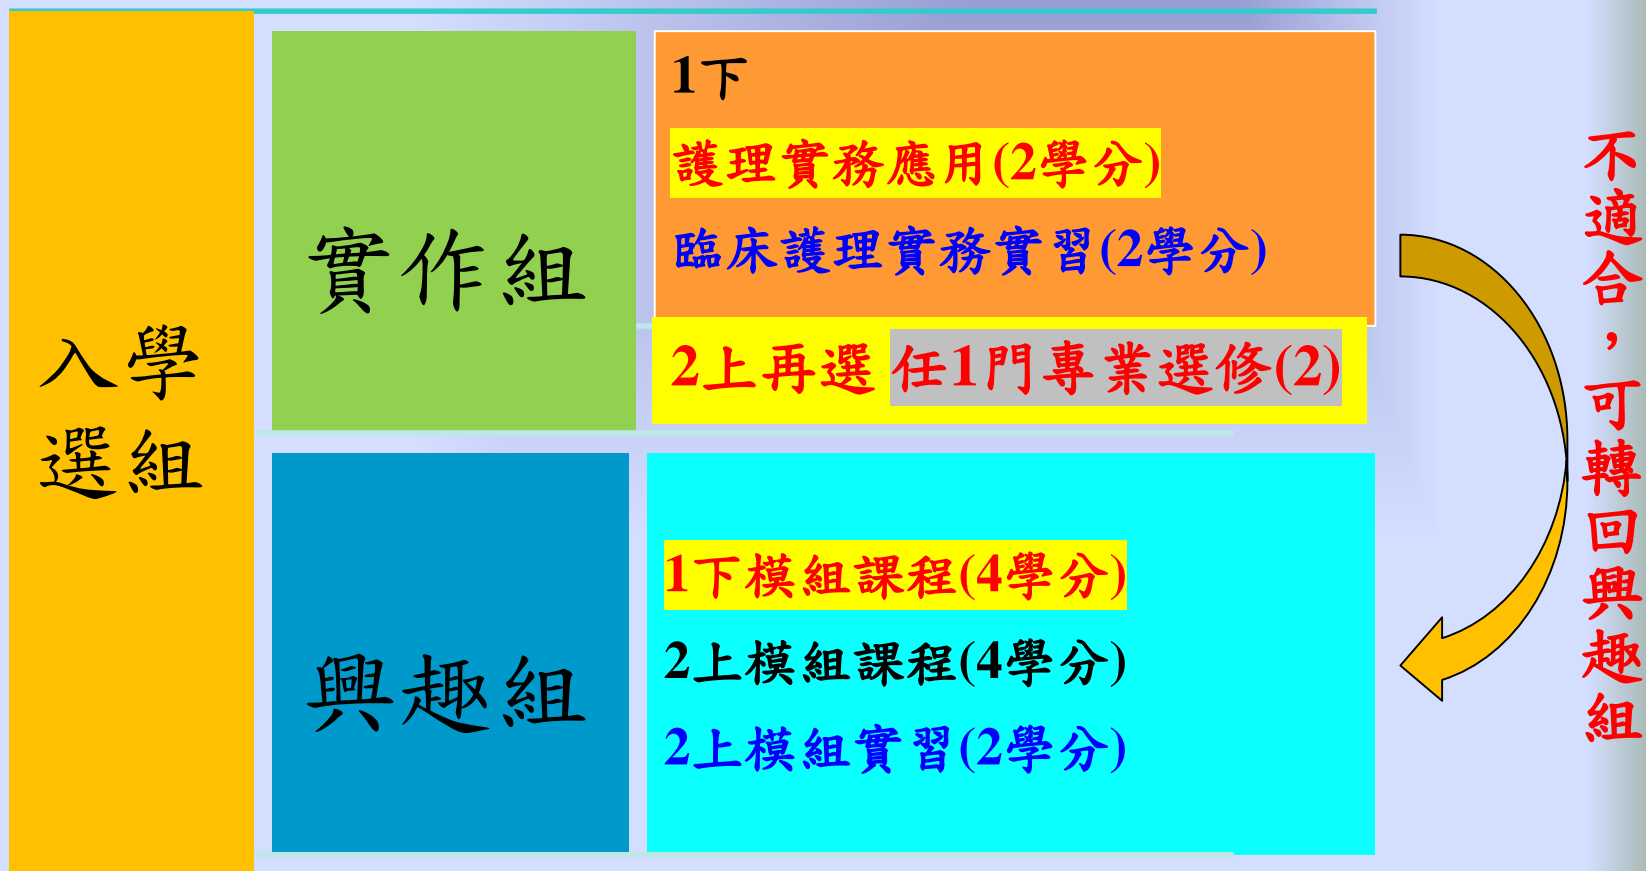 入學
選組
實作組
1下
護理實務應用(2學分)
臨床護理實務實習(2學分)
2上再選 任1門專業選修(2)
興趣組
1下模組課程(4學分)
2上模組課程(4學分)
2上模組實習(2學分)
不適合，可轉回興趣組